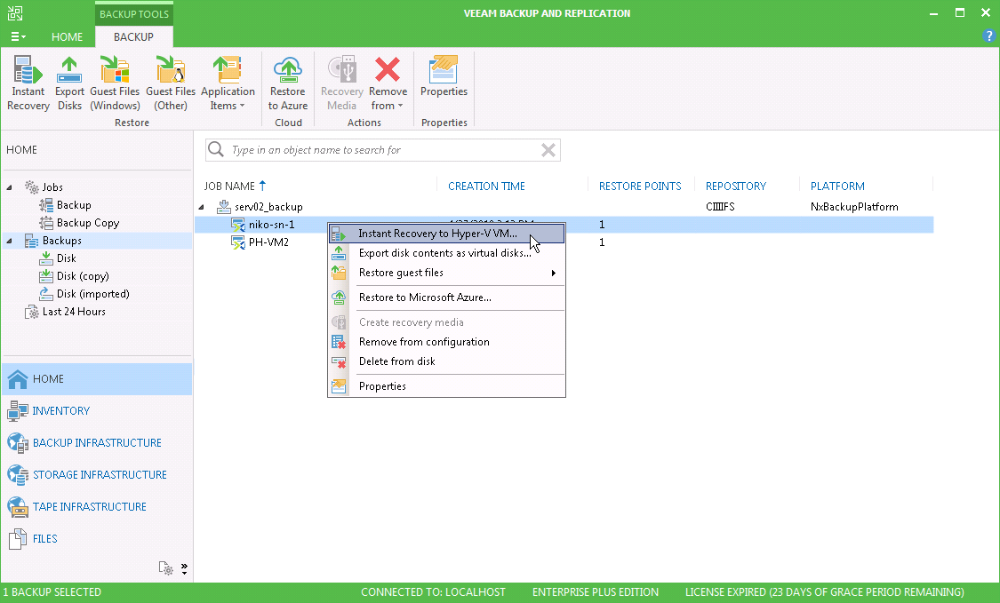 BACKUP TOOLS
VEEAM BACKUP AND REPLICATION
HOME
BACKUP
?
Instant Recovery
Export Disks
Guest Files (Windows)
Guest Files (Other)
Application Items
Restore to Azure
Recovery Media
Remove from
Properties
Restore
Cloud
Actions
Properties
HOME
Type in an object name to search for
JOB NAME
CREATION TIME
RESTORE POINTS
REPOSITORY
PLATFORM
serv02_backup
NxBackupPlatform
niko-sn-1
1
PH-VM2
1
Jobs
Backup
Backup Copy
Backups
Disk
Disk (copy)
Disk (imported)
Last 24 Hours
Instant Recovery to Hyper-V VM...
Export disk contents as virtual disks...
Restore guest files
Restore to Microsoft Azure...
Create recovery media
Remove from configuration
Delete from disk
Properties
HOME
INVENTORY
BACKUP INFRASTRUCTURE
STORAGE INFRASTRUCTURE
TAPE INFRASTRUCTURE
FILES
1 BACKUP SELECTED
CONNECTED TO: LOCALHOST
ENTERPRISE PLUS EDITION
LICENSE EXPIRED (23 DAYS OF GRACE PERIOD REMAINING)